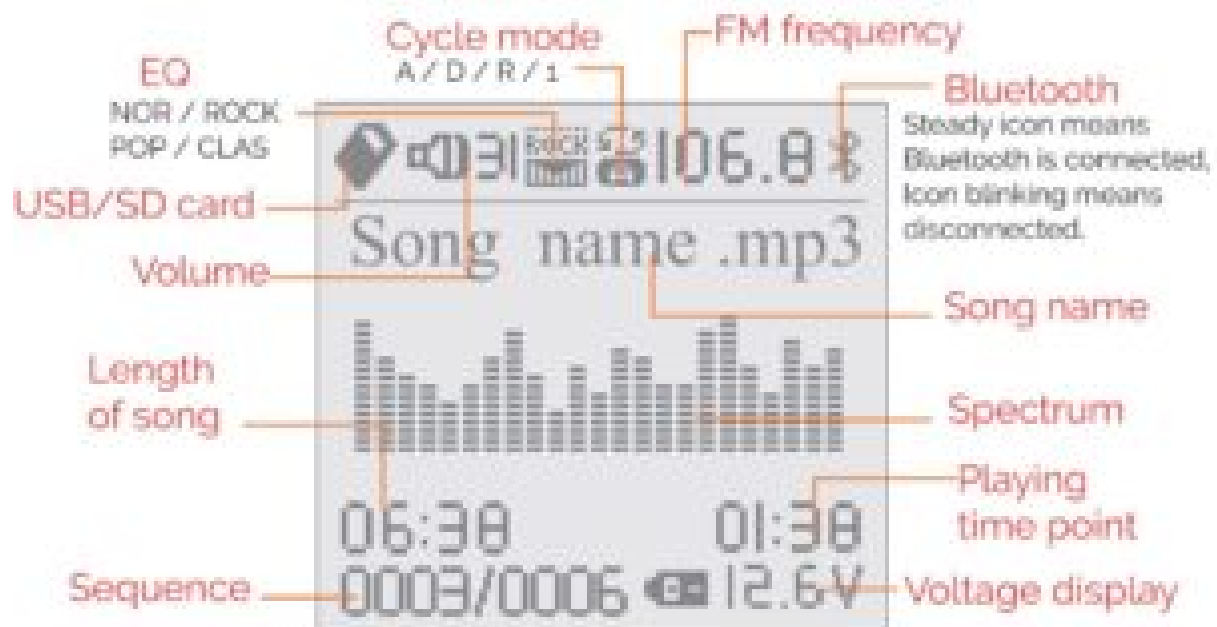 Cycle mode
A / D / R / 1
FM frequency
EQ
NOR / ROCK
POP / CLAS
Bluetooth
Steady icon means
Bluetooth is connected,
Icon blinking means
disconnected.
USB/SD card
31 ROCK 106.8
Volume
Song name .mp3
Song name
Length
of song
Spectrum
Playing
time point
06:38 01:38
Sequence
0003/0006 12.6V
Voltage display